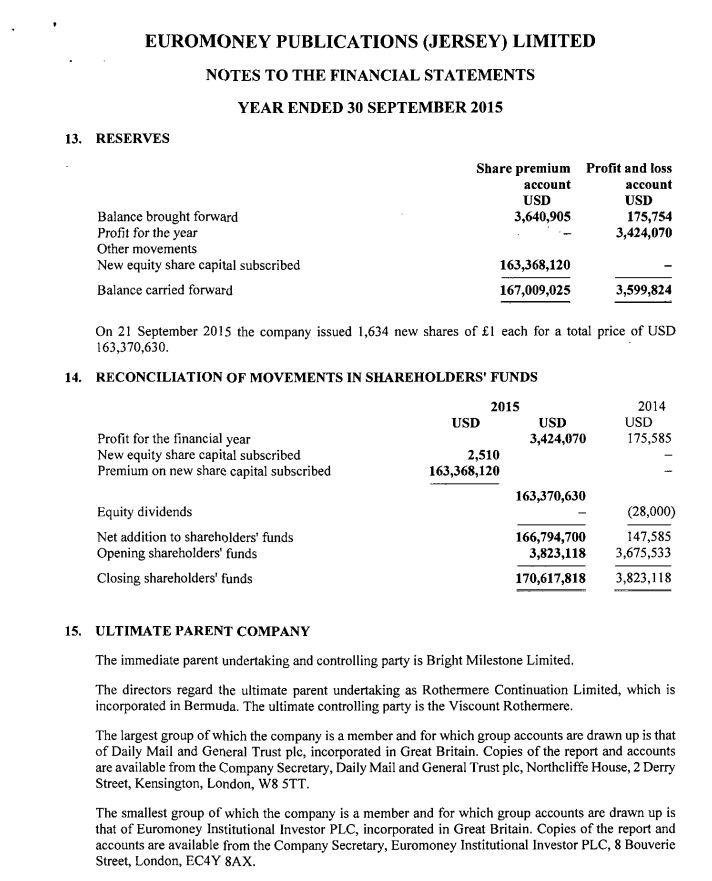 EUROMONEY PUBLICATIONS (JERSEY) LIMITED
NOTES TO THE FINANCIAL STATEMENTS
YEAR ENDED 30 SEPTEMBER 2015
13. RESERVES
Share premium Profit and loss
account account
USD USD
Balance brought forward 3,640,905 175,754
Profit for the year – 3,424,070
Other movements
New equity share capital subscribed 163,368,120 –
Balance carried forward 167,009,025 3,599,824
On 21 September 2015 the company issued 1,634 new shares of £1 each for a total price of USD
163,370,630.
14. RECONCILIATION OF MOVEMENTS IN SHAREHOLDERS' FUNDS
2015 2014
USD USD USD
Profit for the financial year 3,424,070 175,585
New equity share capital subscribed 2,510 –
Premium on new share capital subscribed 163,368,120 –
163,370,630
Equity dividends – (28,000)
Net addition to shareholders' funds 166,794,700 147,585
Opening shareholders' funds 3,823,118 3,675,533
Closing shareholders' funds 170,617,818 3,823,118
15. ULTIMATE PARENT COMPANY
The immediate parent undertaking and controlling party is Bright Milestone Limited.
The directors regard the ultimate parent undertaking as Rothermere Continuation Limited, which is
incorporated in Bermuda. The ultimate controlling party is the Viscount Rothermere.
The largest group of which the company is a member and for which group accounts are drawn up is that
of Daily Mail and General Trust plc, incorporated in Great Britain. Copies of the report and accounts
are available from the Company Secretary, Daily Mail and General Trust plc, Northcliffe House, 2 Derry
Street, Kensington, London, W8 5TT.
The smallest group of which the company is a member and for which group accounts are drawn up is
that of Euromoney Institutional Investor PLC, incorporated in Great Britain. Copies of the report and
accounts are available from the Company Secretary, Euromoney Institutional Investor PLC, 8 Bouverie
Street, London, EC4Y 8AX.